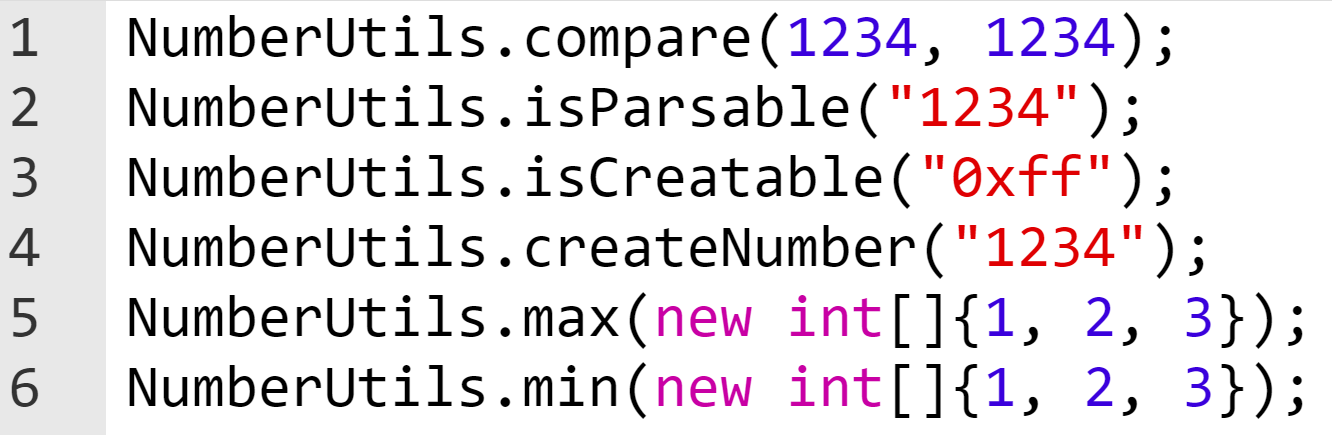 1 NumberUtils.compare(1234, 1234);
2 NumberUtils.isParsable("1234");
3 NumberUtils.isCreatable("0xff");
4 NumberUtils.createNumber("1234");
5 NumberUtils.max(new int[]{1, 2, 3});
6 NumberUtils.min(new int[]{1, 2, 3});